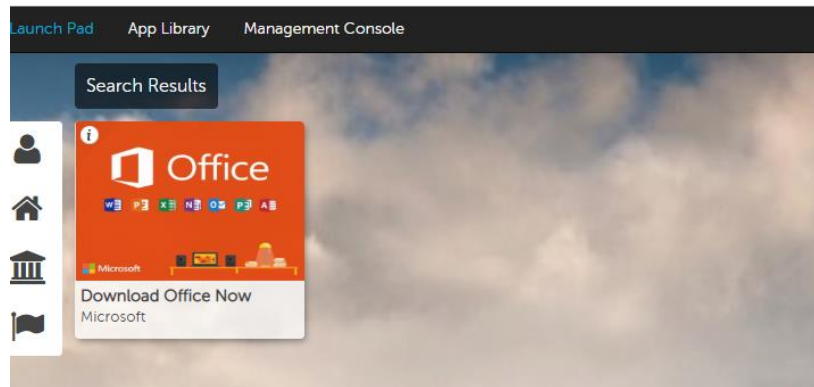 Launch Pad App Library Management Console
Search Results
i
Office
W P X N O P A
Microsoft
Download Office Now
Microsoft